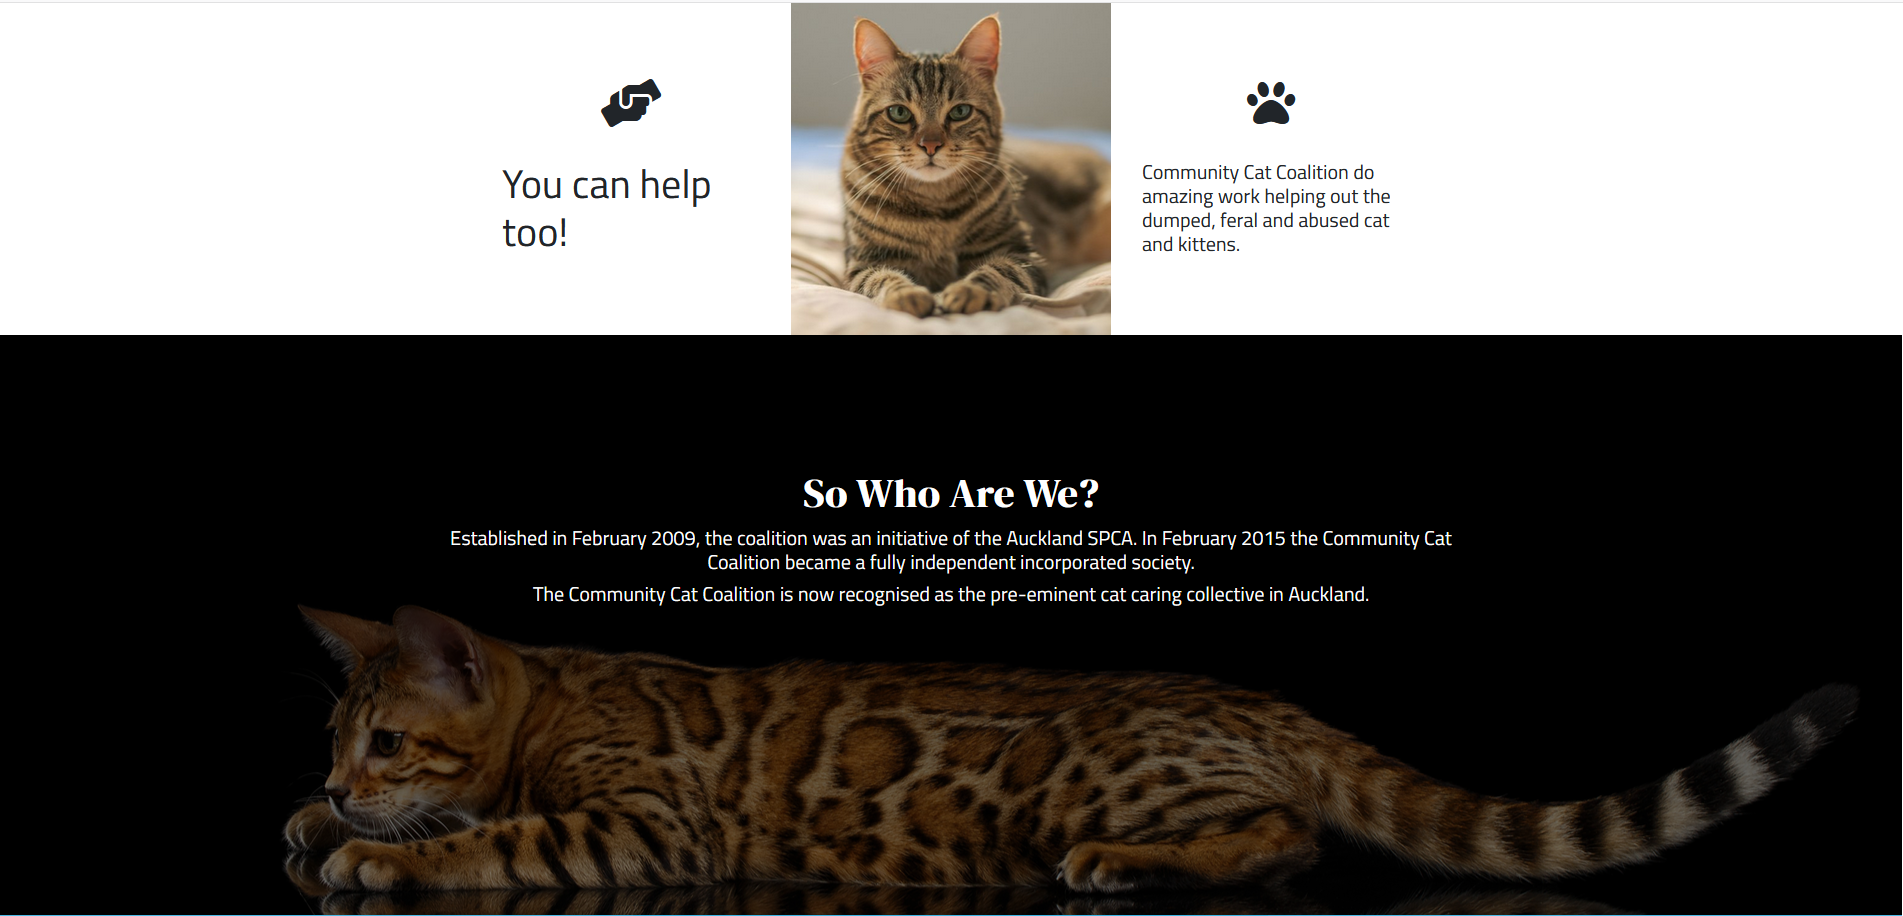 You can help
too!
Community Cat Coalition do
amazing work helping out the
dumped, feral and abused cat
and kittens.
So Who Are We?
Established in February 2009, the coalition was an initiative of the Auckland SPCA. In February 2015 the Community Cat
Coalition became a fully independent incorporated society.
The Community Cat Coalition is now recognised as the pre-eminent cat caring collective in Auckland.